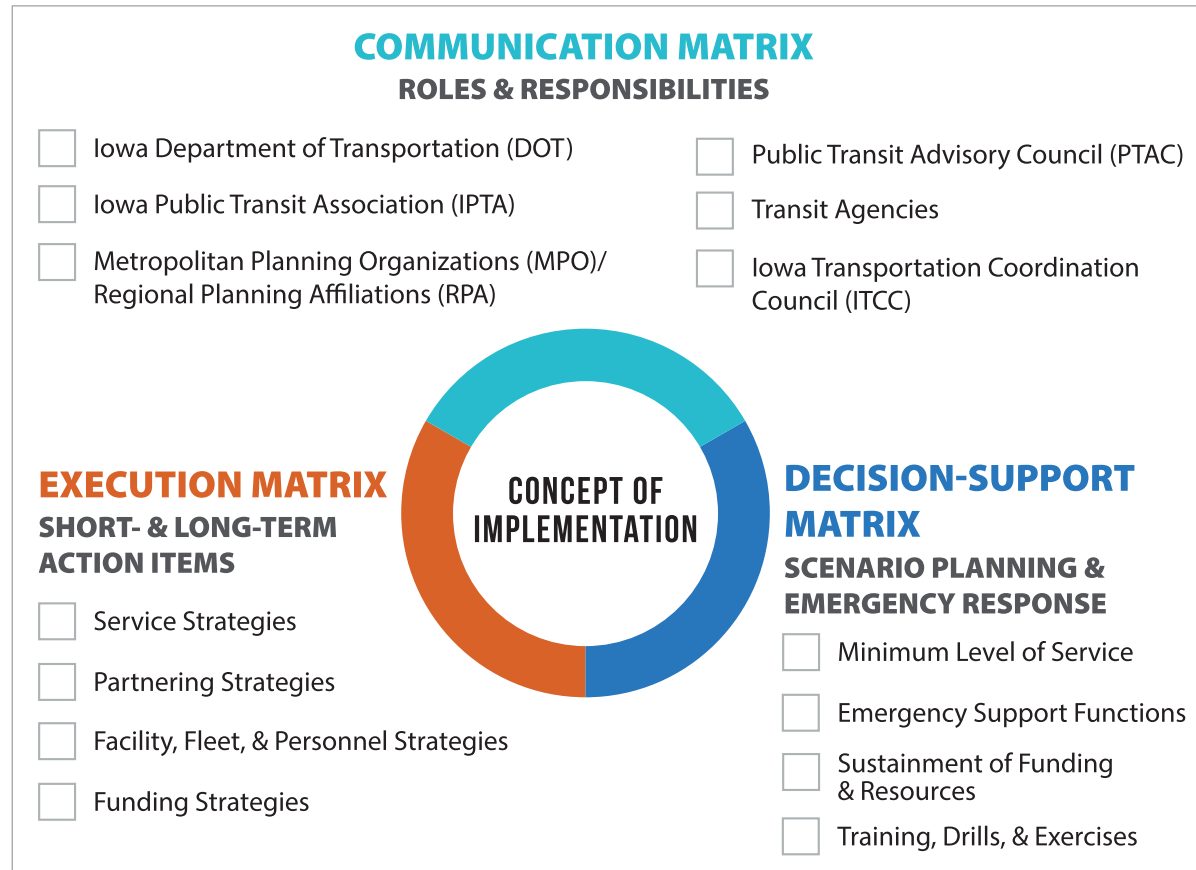 COMMUNICATION MATRIX
ROLES & RESPONSIBILITIES
Iowa Department of Transportation (DOT)
Iowa Public Transit Association (IPTA)
Metropolitan Planning Organizations (MPO)/
Regional Planning Affiliations (RPA)
Public Transit Advisory Council (PTAC)
Transit Agencies
Iowa Transportation Coordination
Council (ITCC)
CONCEPT OF
IMPLEMENTATION
EXECUTION MATRIX
SHORT- & LONG-TERM
ACTION ITEMS
Service Strategies
Partnering Strategies
Facility, Fleet, & Personnel Strategies
Funding Strategies
DECISION-SUPPORT
MATRIX
SCENARIO PLANNING &
EMERGENCY RESPONSE
Minimum Level of Service
Emergency Support Functions
Sustainment of Funding
& Resources
Training, Drills, & Exercises